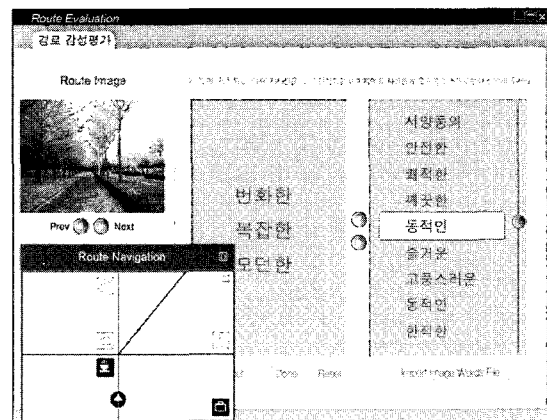 Route Evaluation
경로 감성평가
Route Image
Prev
Next
번화한
복잡한
모던한
서양풍의
안전한
쾌적한
깨끗한
동적인
즐거운
고풍스러운
동적인
한적한
Route Navigation
Done
Reset
Import Image Words File